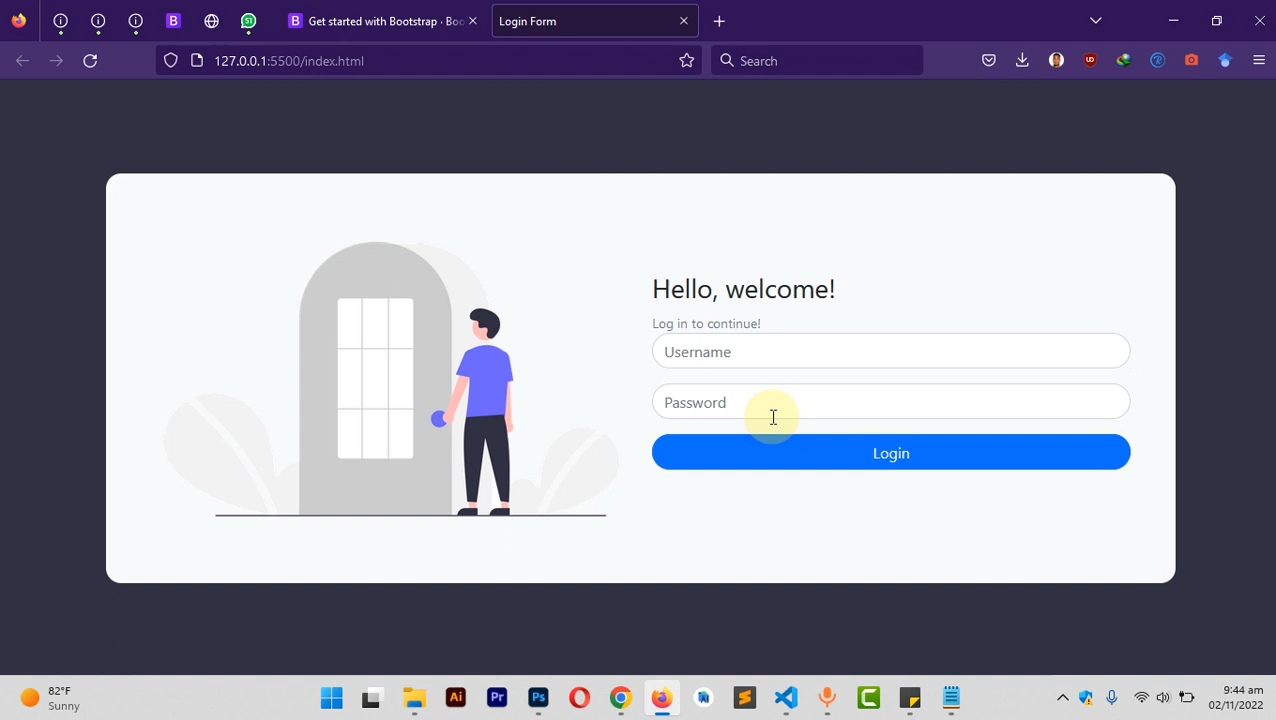 Get started with Bootstrap · Boo
Login Form
127.0.0.1:5500/index.html
Search
Hello, welcome!
Log in to continue!
Username
Password
Login
82°F
Sunny
9:44 am
02/11/2022